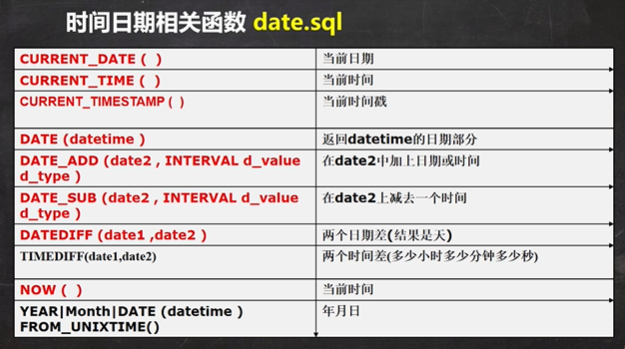 时间日期相关函数 date.sql
CURRENT_DATE ( )
当前日期
CURRENT_TIME ( )
当前时间
CURRENT_TIMESTAMP ( )
当前时间戳
DATE (datetime )
返回datetime的日期部分
DATE_ADD (date2 , INTERVAL d_value
d_type )
在date2中加上日期或时间
DATE_SUB (date2 , INTERVAL d_value
d_type )
在date2上减去一个时间
DATEDIFF (date1 ,date2 )
两个日期差(结果是天)
TIMEDIFF(date1,date2)
两个时间差(多少小时多少分钟多少秒)
NOW ( )
当前时间
YEAR|Month|DATE (datetime )
FROM_UNIXTIME()
年月日